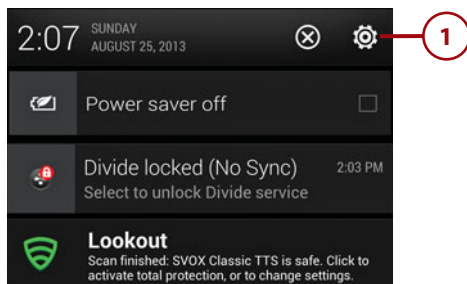 2:07 SUNDAY
AUGUST 25, 2013
1
Power saver off
Divide locked (No Sync) 2:03 PM
Select to unlock Divide service
Lookout
Scan finished: SVOX Classic TTS is safe. Click to
activate total protection, or to change settings.